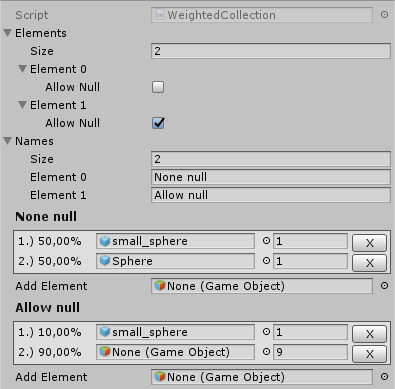 Script WeightedCollection
Elements
Size 2
Element 0
Allow Null
Element 1
Allow Null
Names
Size 2
Element 0 None null
Element 1 Allow null
None null
1.) 50,00% small_sphere 1 X
2.) 50,00% Sphere 1 X
Add Element None (Game Object)
Allow null
1.) 10,00% small_sphere 1 X
2.) 90,00% None (Game Object) 9 X
Add Element None (Game Object)